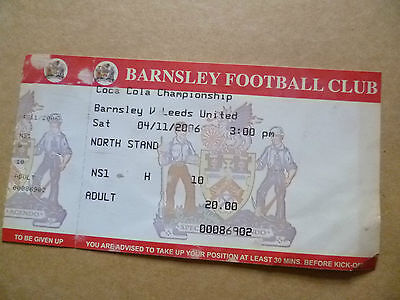 BARNSLEY FOOTBALL CLUB
Coca Cola Championship
Barnsley V Leeds United
Sat 04/11/2006 3:00 pm
NORTH STAND
NS1 H 10
ADULT 20.00
00086902
10
ADULT
00086902
TO BE GIVEN UP
YOU ARE ADVISED TO TAKE UP YOUR POSITION AT LEAST 30 MINS. BEFORE KICK-OFF